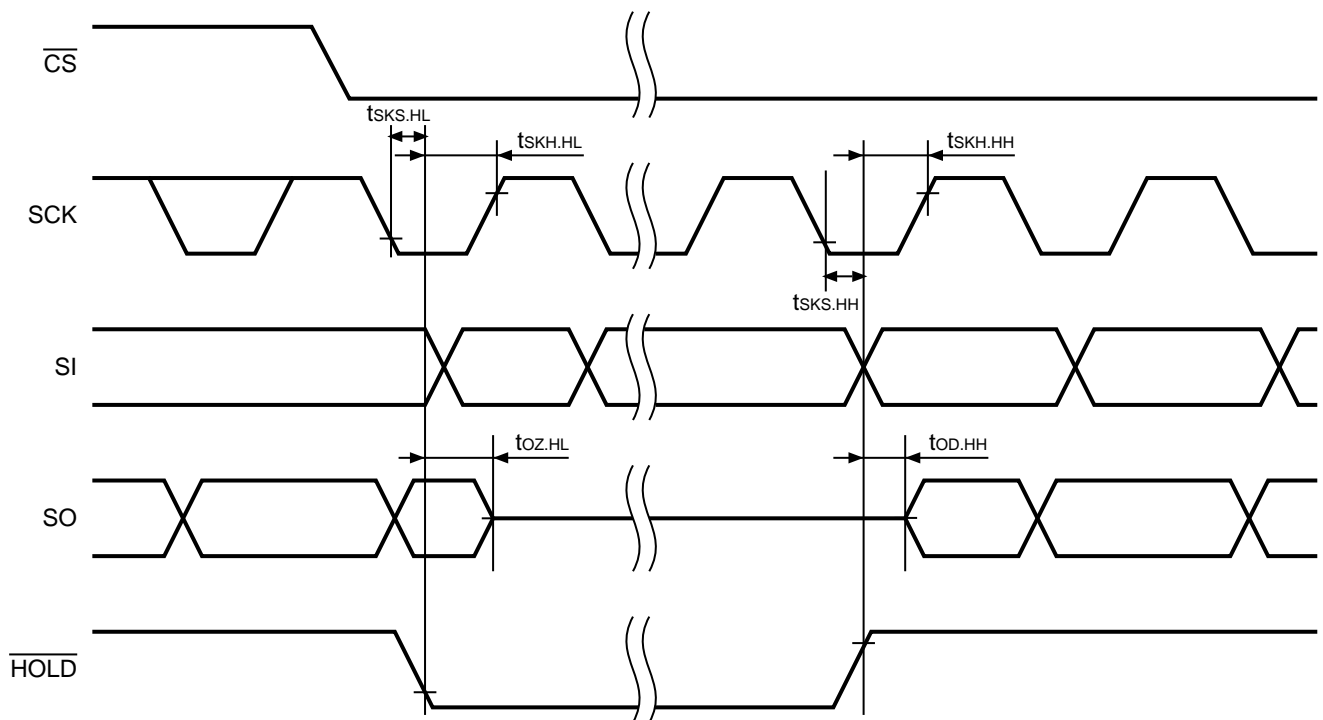 CS
tSKS.HL
tSKH.HL
tSKH.HH
SCK
tSKS.HH
SI
tOZ.HL
tOD.HH
SO
HOLD